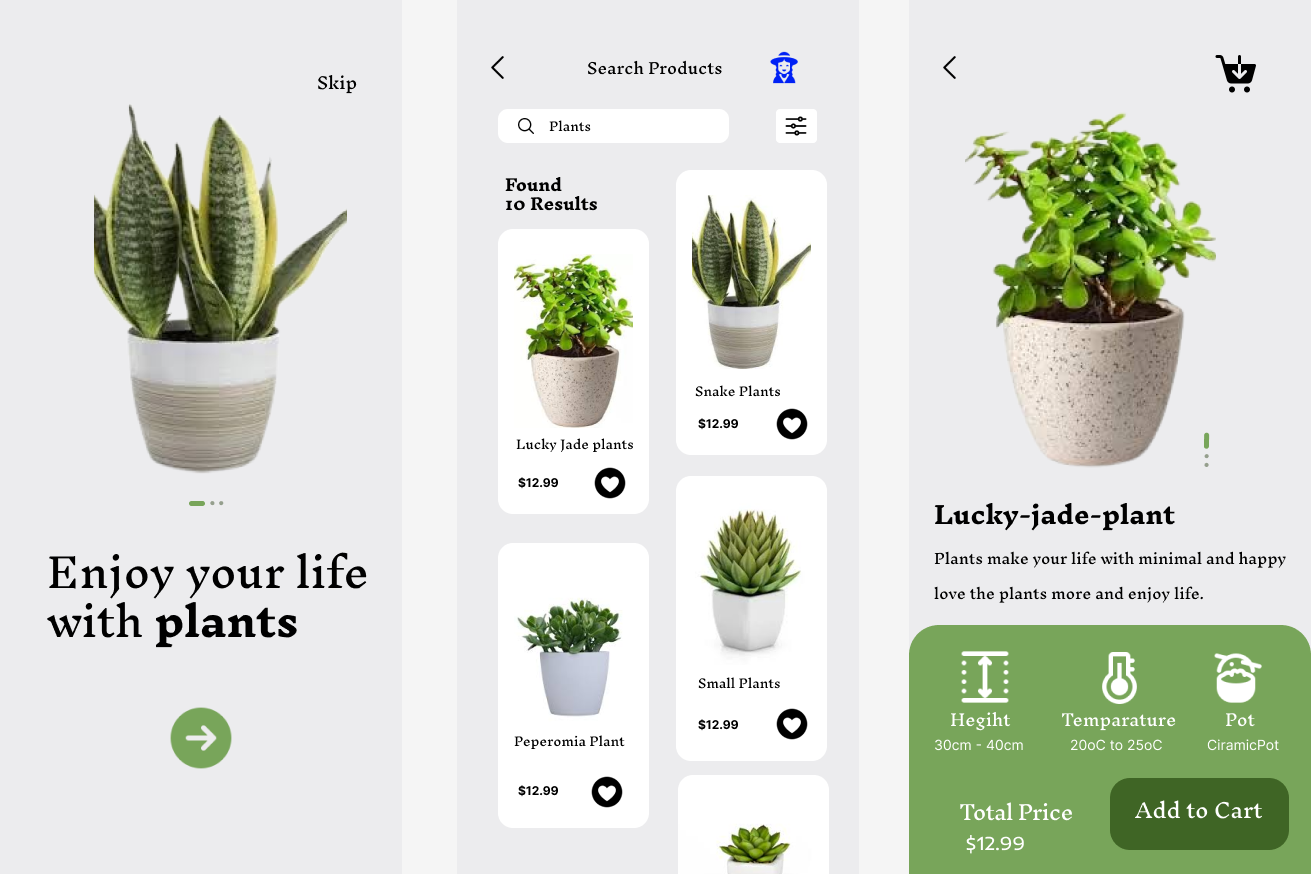 Skip
Enjoy your life
with plants
Search Products
Plants
Found
10 Results
Lucky Jade plants
$12.99
Snake Plants
$12.99
Peperomia Plant
$12.99
Small Plants
$12.99
Lucky-jade-plant
Plants make your life with minimal and happy
love the plants more and enjoy life.
Hegiht
30cm - 40cm
Temparature
20oC to 25oC
Pot
CiramicPot
Total Price
$12.99
Add to Cart